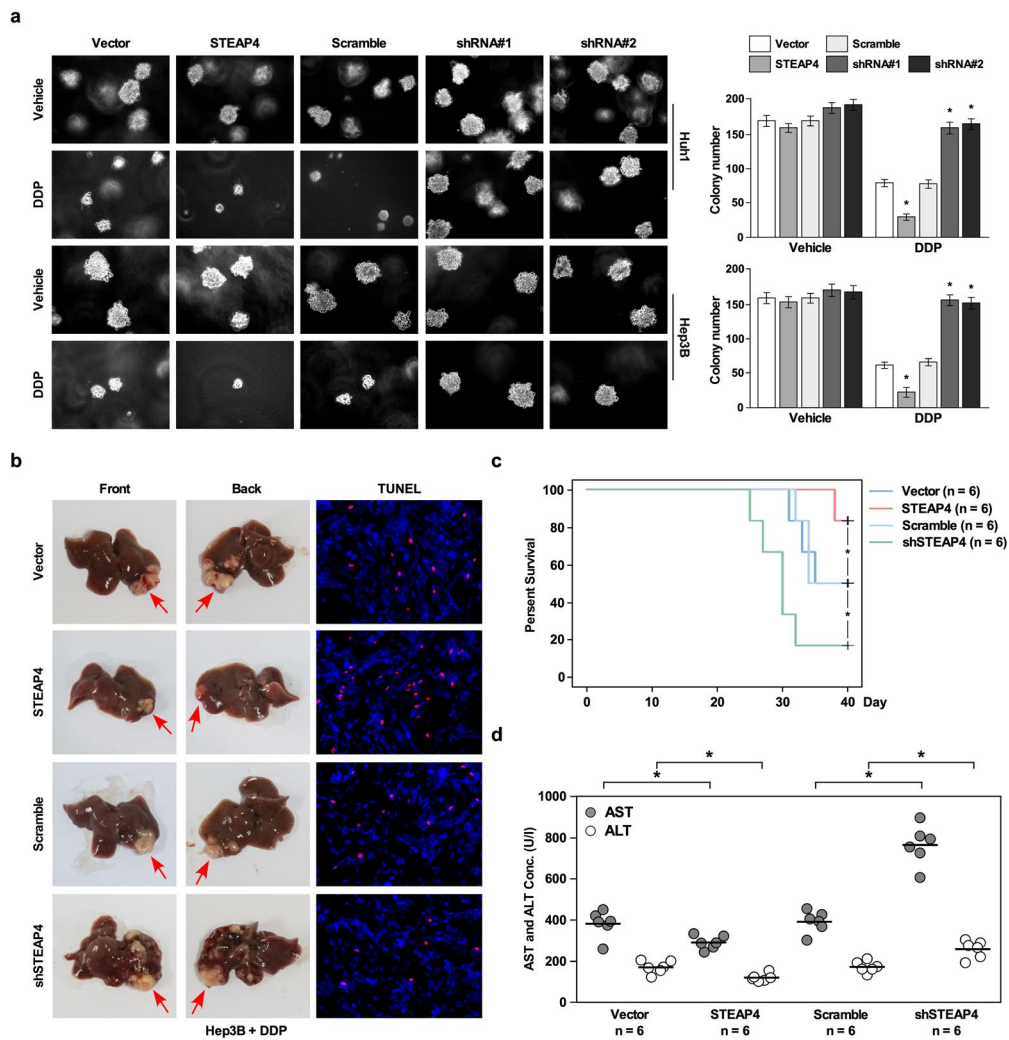 a
Vector STEAP4 Scramble shRNA#1 shRNA#2
Vehicle
DDP
Vehicle
DDP
Huh1
Hep3B
Vector Scramble
STEAP4 shRNA#1 shRNA#2
Colony number
200
150
100
50
0
* * *
Vehicle DDP
Colony number
200
150
100
50
0
* * *
Vehicle DDP
b
Front Back TUNEL
Vector
STEAP4
Scramble
shSTEAP4
Hep3B + DDP
c
Persent Survival
100
80
60
40
20
0
0 10 20 30 40 Day
*
*
Vector (n = 6)
STEAP4 (n = 6)
Scramble (n = 6)
shSTEAP4 (n = 6)
d
* *
* *
AST and ALT Conc. (U/l)
1000
800
600
400
200
0
AST
ALT
Vector STEAP4 Scramble shSTEAP4
n = 6 n = 6 n = 6 n = 6